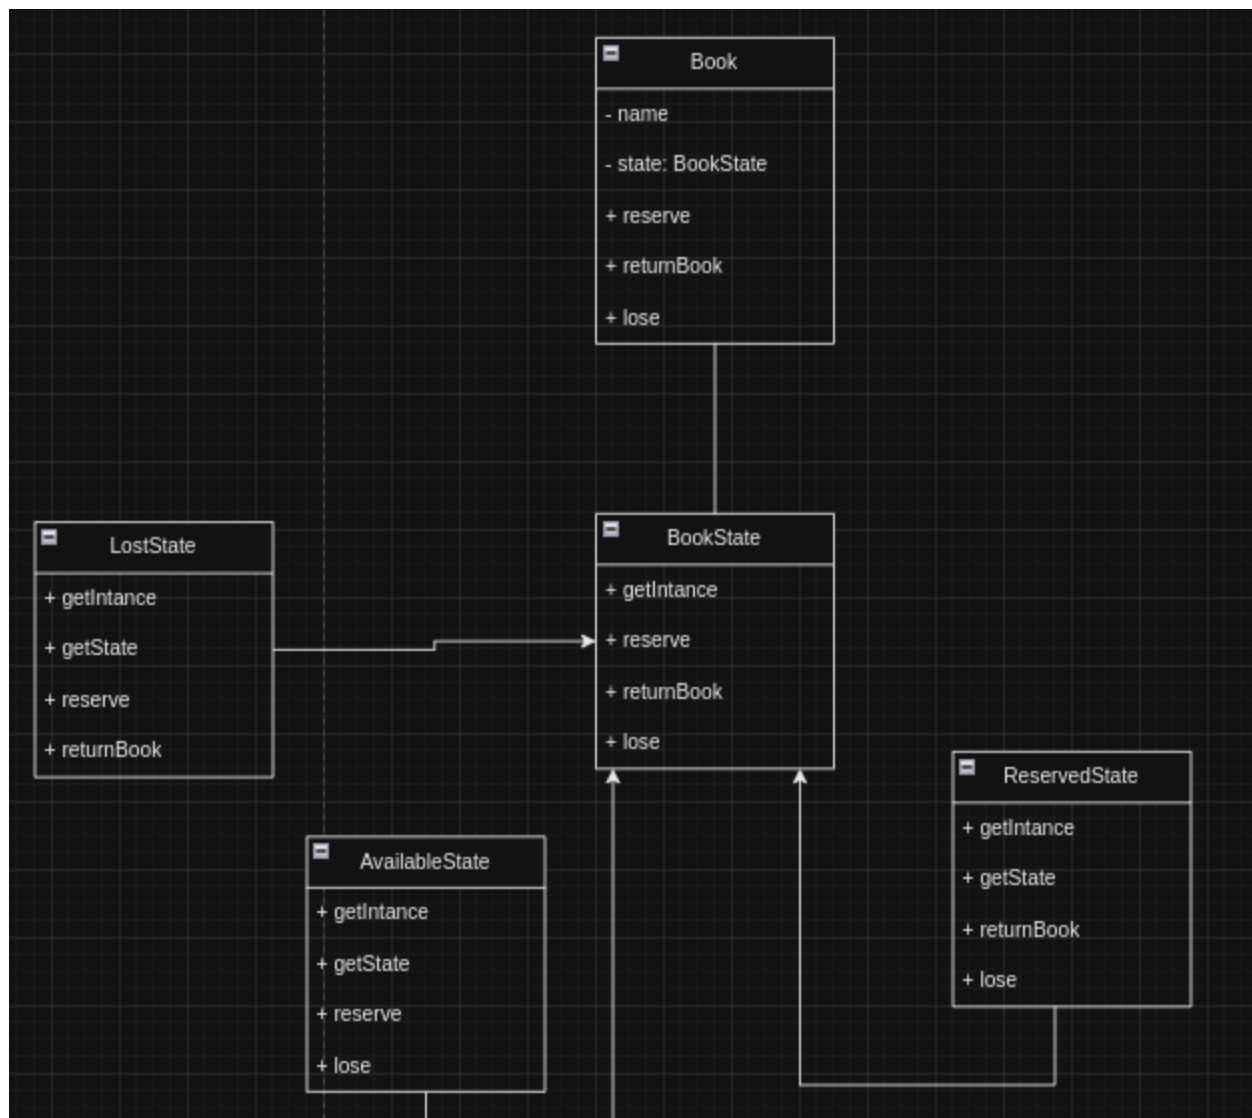 Book
- name
- state: BookState
+ reserve
+ returnBook
+ lose
LostState
+ getIntance
+ getState
+ reserve
+ returnBook
BookState
+ getIntance
+ reserve
+ returnBook
+ lose
AvailableState
+ getIntance
+ getState
+ reserve
+ lose
ReservedState
+ getIntance
+ getState
+ returnBook
+ lose